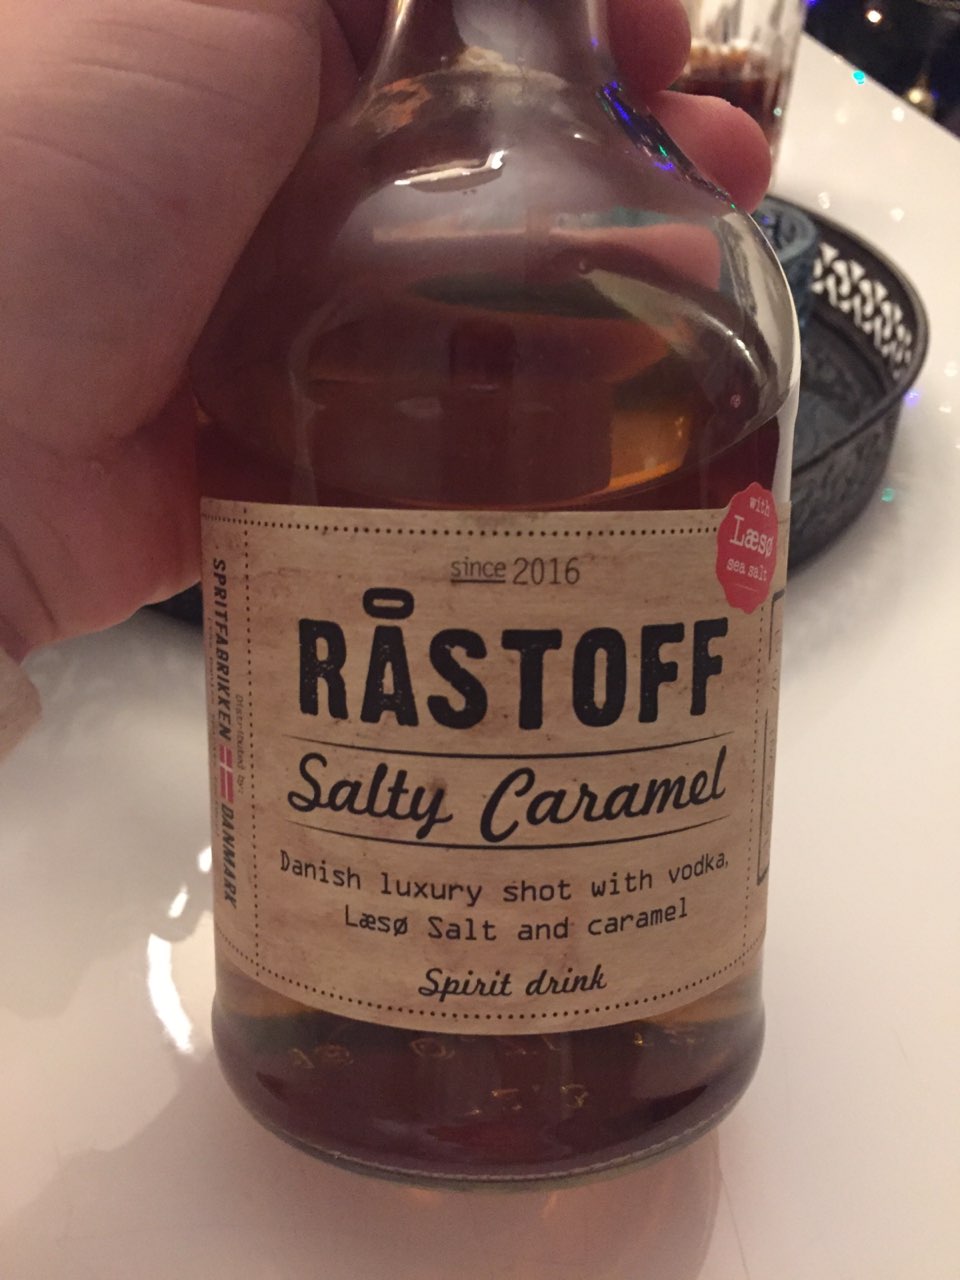 with
Læsø
sea salt
since 2016
RÅSTOFF
Salty Caramel
Danish luxury shot with vodka,
Læsø Salt and caramel
Spirit drink
Distributed by:
SPRITFABRIKKEN DANMARK